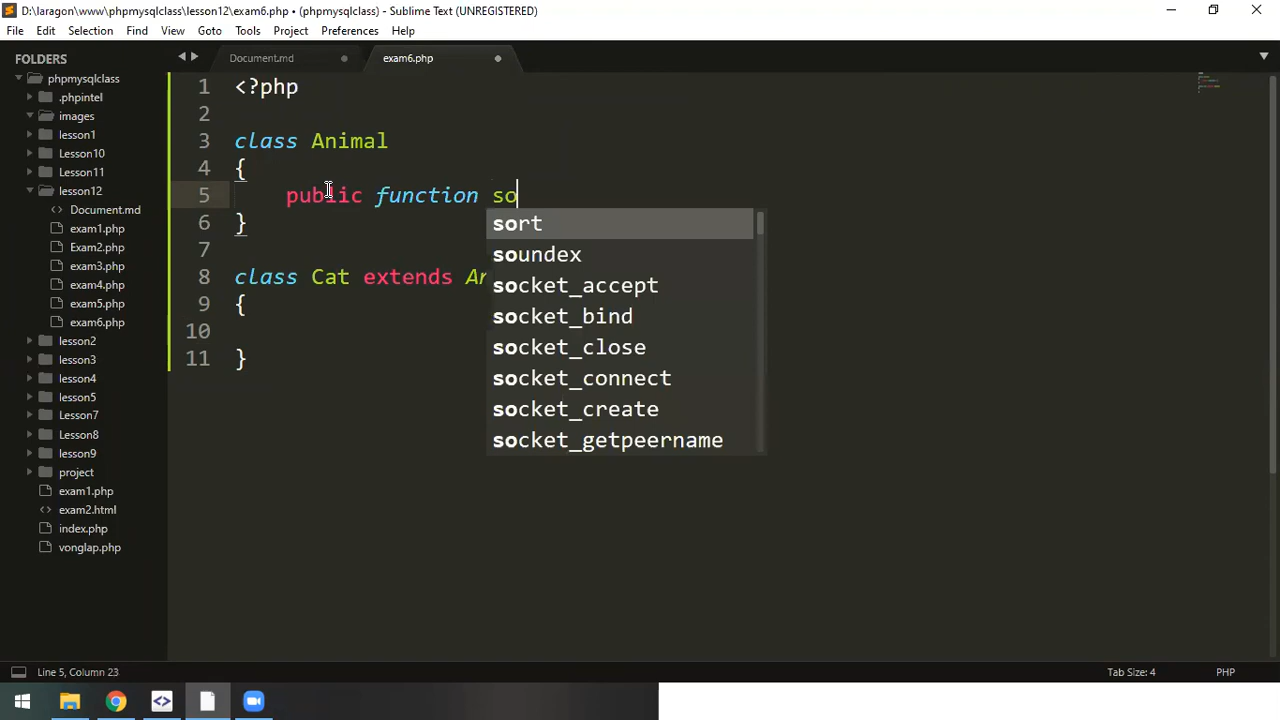 D:\laragon\www\phpmysqlclass\lesson12\exam6.php • (phpmysqlclass) - Sublime Text (UNREGISTERED)
File Edit Selection Find View Goto Tools Project Preferences Help
FOLDERS
phpmysqlclass
.phpintel
images
lesson1
Lesson10
Lesson11
lesson12
Document.md
exam1.php
Exam2.php
exam3.php
exam4.php
exam5.php
exam6.php
lesson2
lesson3
lesson4
lesson5
Lesson7
Lesson8
lesson9
project
exam1.php
exam2.html
index.php
vonglap.php
Document.md exam6.php
1 <?php
2
3 class Animal
4 {
5 public function so
6 }
7
8 class Cat extends An
9 {
10
11 }
sort
soundex
socket_accept
socket_bind
socket_close
socket_connect
socket_create
socket_getpeername
Line 5, Column 23 Tab Size: 4 PHP